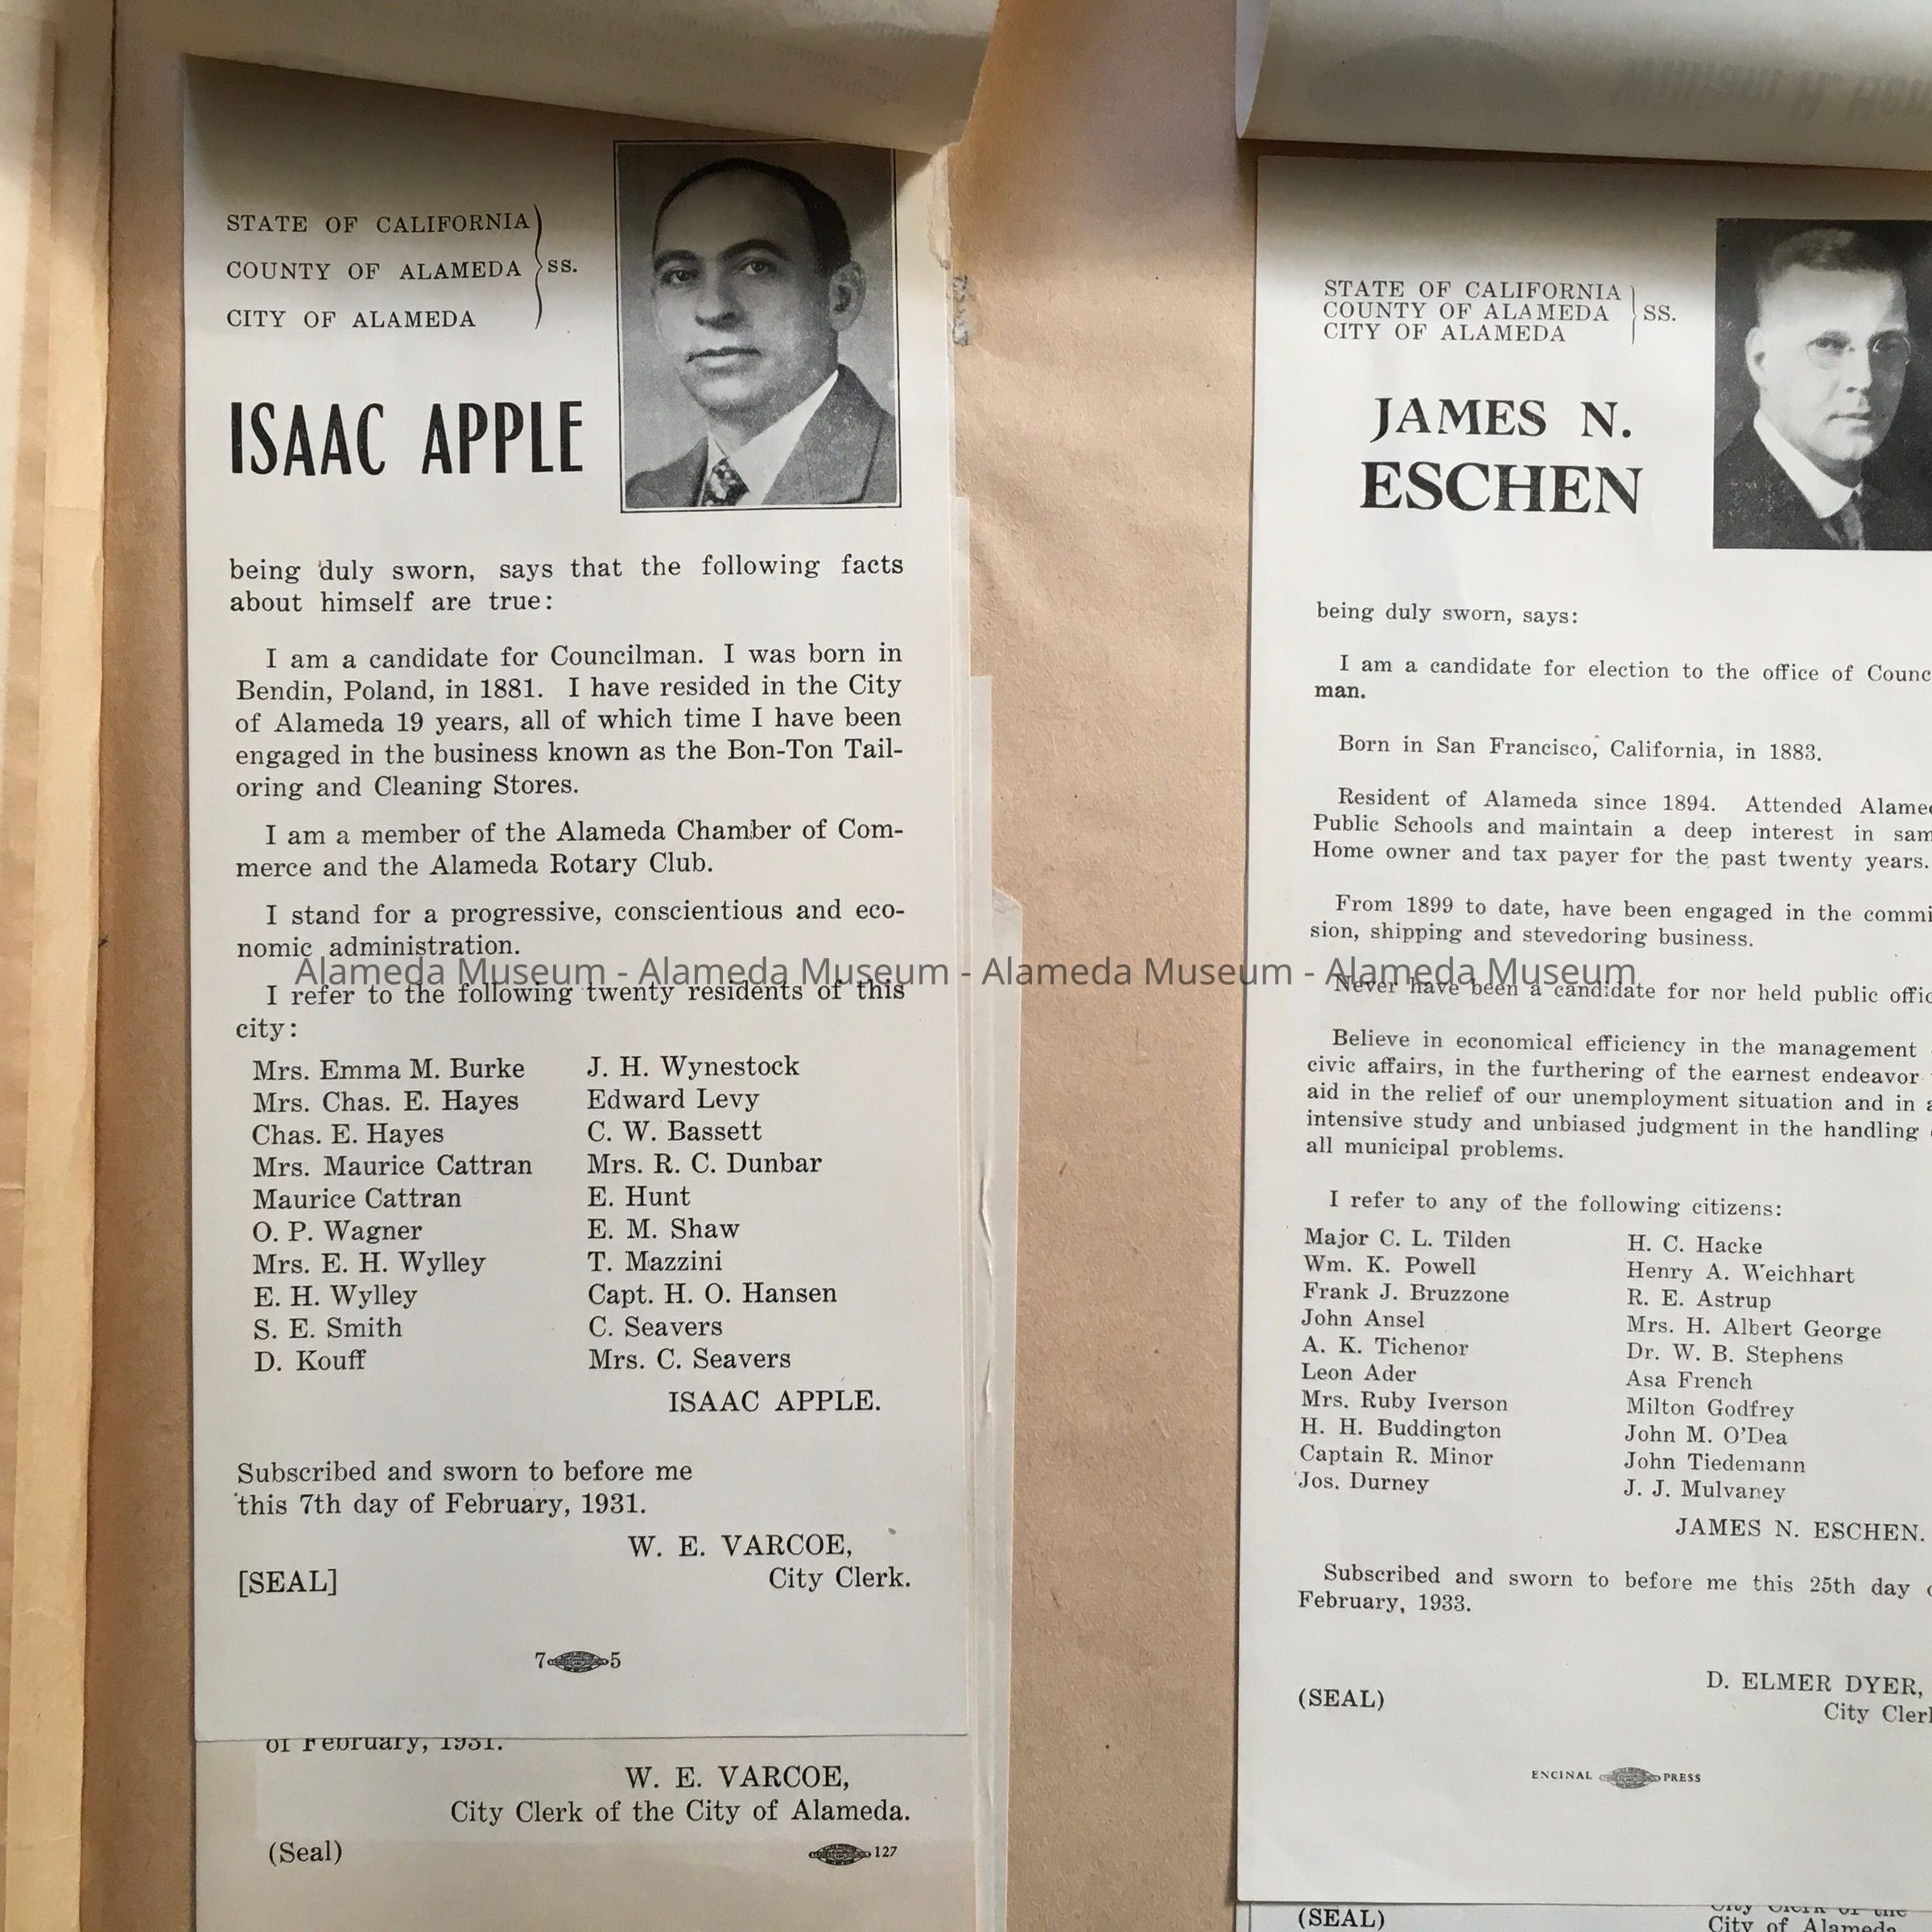 STATE OF CALIFORNIA
COUNTY OF ALAMEDA
CITY OF ALAMEDA
SS.
ISAAC APPLE
being duly sworn, says that the following facts
about himself are true:
I am a candidate for Councilman. I was born in
Bendin, Poland, in 1881. I have resided in the City
of Alameda 19 years, all of which time I have been
engaged in the business known as the Bon-Ton Tail-
oring and Cleaning Stores.
I am a member of the Alameda Chamber of Com-
merce and the Alameda Rotary Club.
I stand for a progressive, conscientious and eco-
nomic administration.
I refer to the following twenty residents of this
city:
Mrs. Emma M. Burke
Mrs. Chas. E. Hayes
Chas. E. Hayes
Mrs. Maurice Cattran
Maurice Cattran
O. P. Wagner
Mrs. E. H. Wylley
E. H. Wylley
S. E. Smith
D. Kouff
J. H. Wynestock
Edward Levy
C. W. Bassett
Mrs. R. C. Dunbar
E. Hunt
E. M. Shaw
T. Mazzini
Capt. H. O. Hansen
C. Seavers
Mrs. C. Seavers
ISAAC APPLE.
Subscribed and sworn to before me
this 7th day of February, 1931.
W. E. VARCOE,
[SEAL] City Clerk.
7 5
of February, 1931.
W. E. VARCOE,
City Clerk of the City of Alameda.
(Seal) 127
STATE OF CALIFORNIA
COUNTY OF ALAMEDA
CITY OF ALAMEDA
SS.
JAMES N.
ESCHEN
being duly sworn, says:
I am a candidate for election to the office of Counc
man.
Born in San Francisco, California, in 1883.
Resident of Alameda since 1894. Attended Alame
Public Schools and maintain a deep interest in sam
Home owner and tax payer for the past twenty years.
From 1899 to date, have been engaged in the commi
sion, shipping and stevedoring business.
Never have been a candidate for nor held public offic
Believe in economical efficiency in the management
civic affairs, in the furthering of the earnest endeavor
aid in the relief of our unemployment situation and in a
intensive study and unbiased judgment in the handling
all municipal problems.
I refer to any of the following citizens:
Major C. L. Tilden
Wm. K. Powell
Frank J. Bruzzone
John Ansel
A. K. Tichenor
Leon Ader
Mrs. Ruby Iverson
H. H. Buddington
Captain R. Minor
Jos. Durney
H. C. Hacke
Henry A. Weichhart
R. E. Astrup
Mrs. H. Albert George
Dr. W. B. Stephens
Asa French
Milton Godfrey
John M. O'Dea
John Tiedemann
J. J. Mulvaney
JAMES N. ESCHEN.
Subscribed and sworn to before me this 25th day
February, 1933.
D. ELMER DYER,
(SEAL) City Cler
ENCINAL PRESS
City Clerk of the
(SEAL) City of Alameda
Alameda Museum - Alameda Museum - Alameda Museum - Alameda Museum